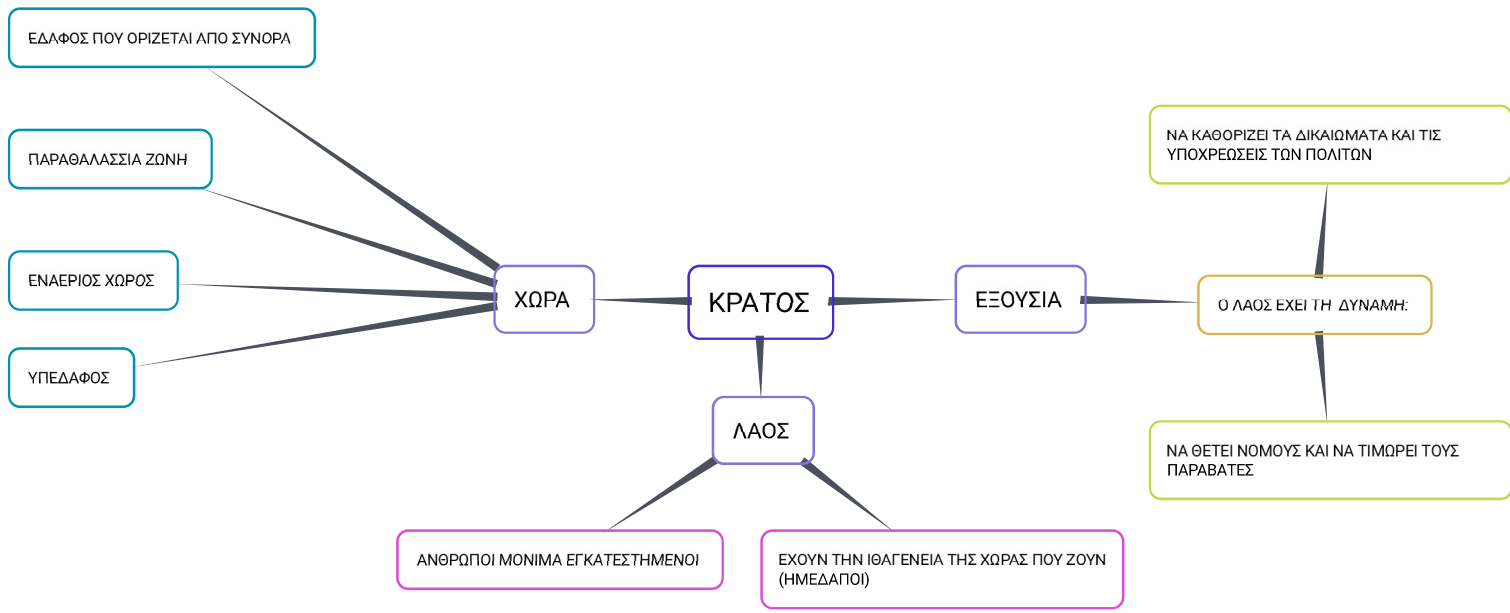 ΕΔΑΦΟΣ ΠΟΥ ΟΡΙΖΕΤΑΙ ΑΠΟ ΣΥΝΟΡΑ
ΠΑΡΑΘΑΛΑΣΣΙΑ ΖΩΝΗ
ΕΝΑΕΡΙΟΣ ΧΩΡΟΣ
ΥΠΕΔΑΦΟΣ
ΧΩΡΑ
ΚΡΑΤΟΣ
ΕΞΟΥΣΙΑ
Ο ΛΑΟΣ ΕΧΕΙ ΤΗ ΔΥΝΑΜΗ:
ΝΑ ΚΑΘΟΡΙΖΕΙ ΤΑ ΔΙΚΑΙΩΜΑΤΑ ΚΑΙ ΤΙΣ
ΥΠΟΧΡΕΩΣΕΙΣ ΤΩΝ ΠΟΛΙΤΩΝ
ΝΑ ΘΕΤΕΙ ΝΟΜΟΥΣ ΚΑΙ ΝΑ ΤΙΜΩΡΕΙ ΤΟΥΣ
ΠΑΡΑΒΑΤΕΣ
ΛΑΟΣ
ΑΝΘΡΩΠΟΙ ΜΟΝΙΜΑ ΕΓΚΑΤΕΣΤΗΜΕΝΟΙ
ΕΧΟΥΝ ΤΗΝ ΙΘΑΓΕΝΕΙΑ ΤΗΣ ΧΩΡΑΣ ΠΟΥ ΖΟΥΝ
(ΗΜΕΔΑΠΟΙ)